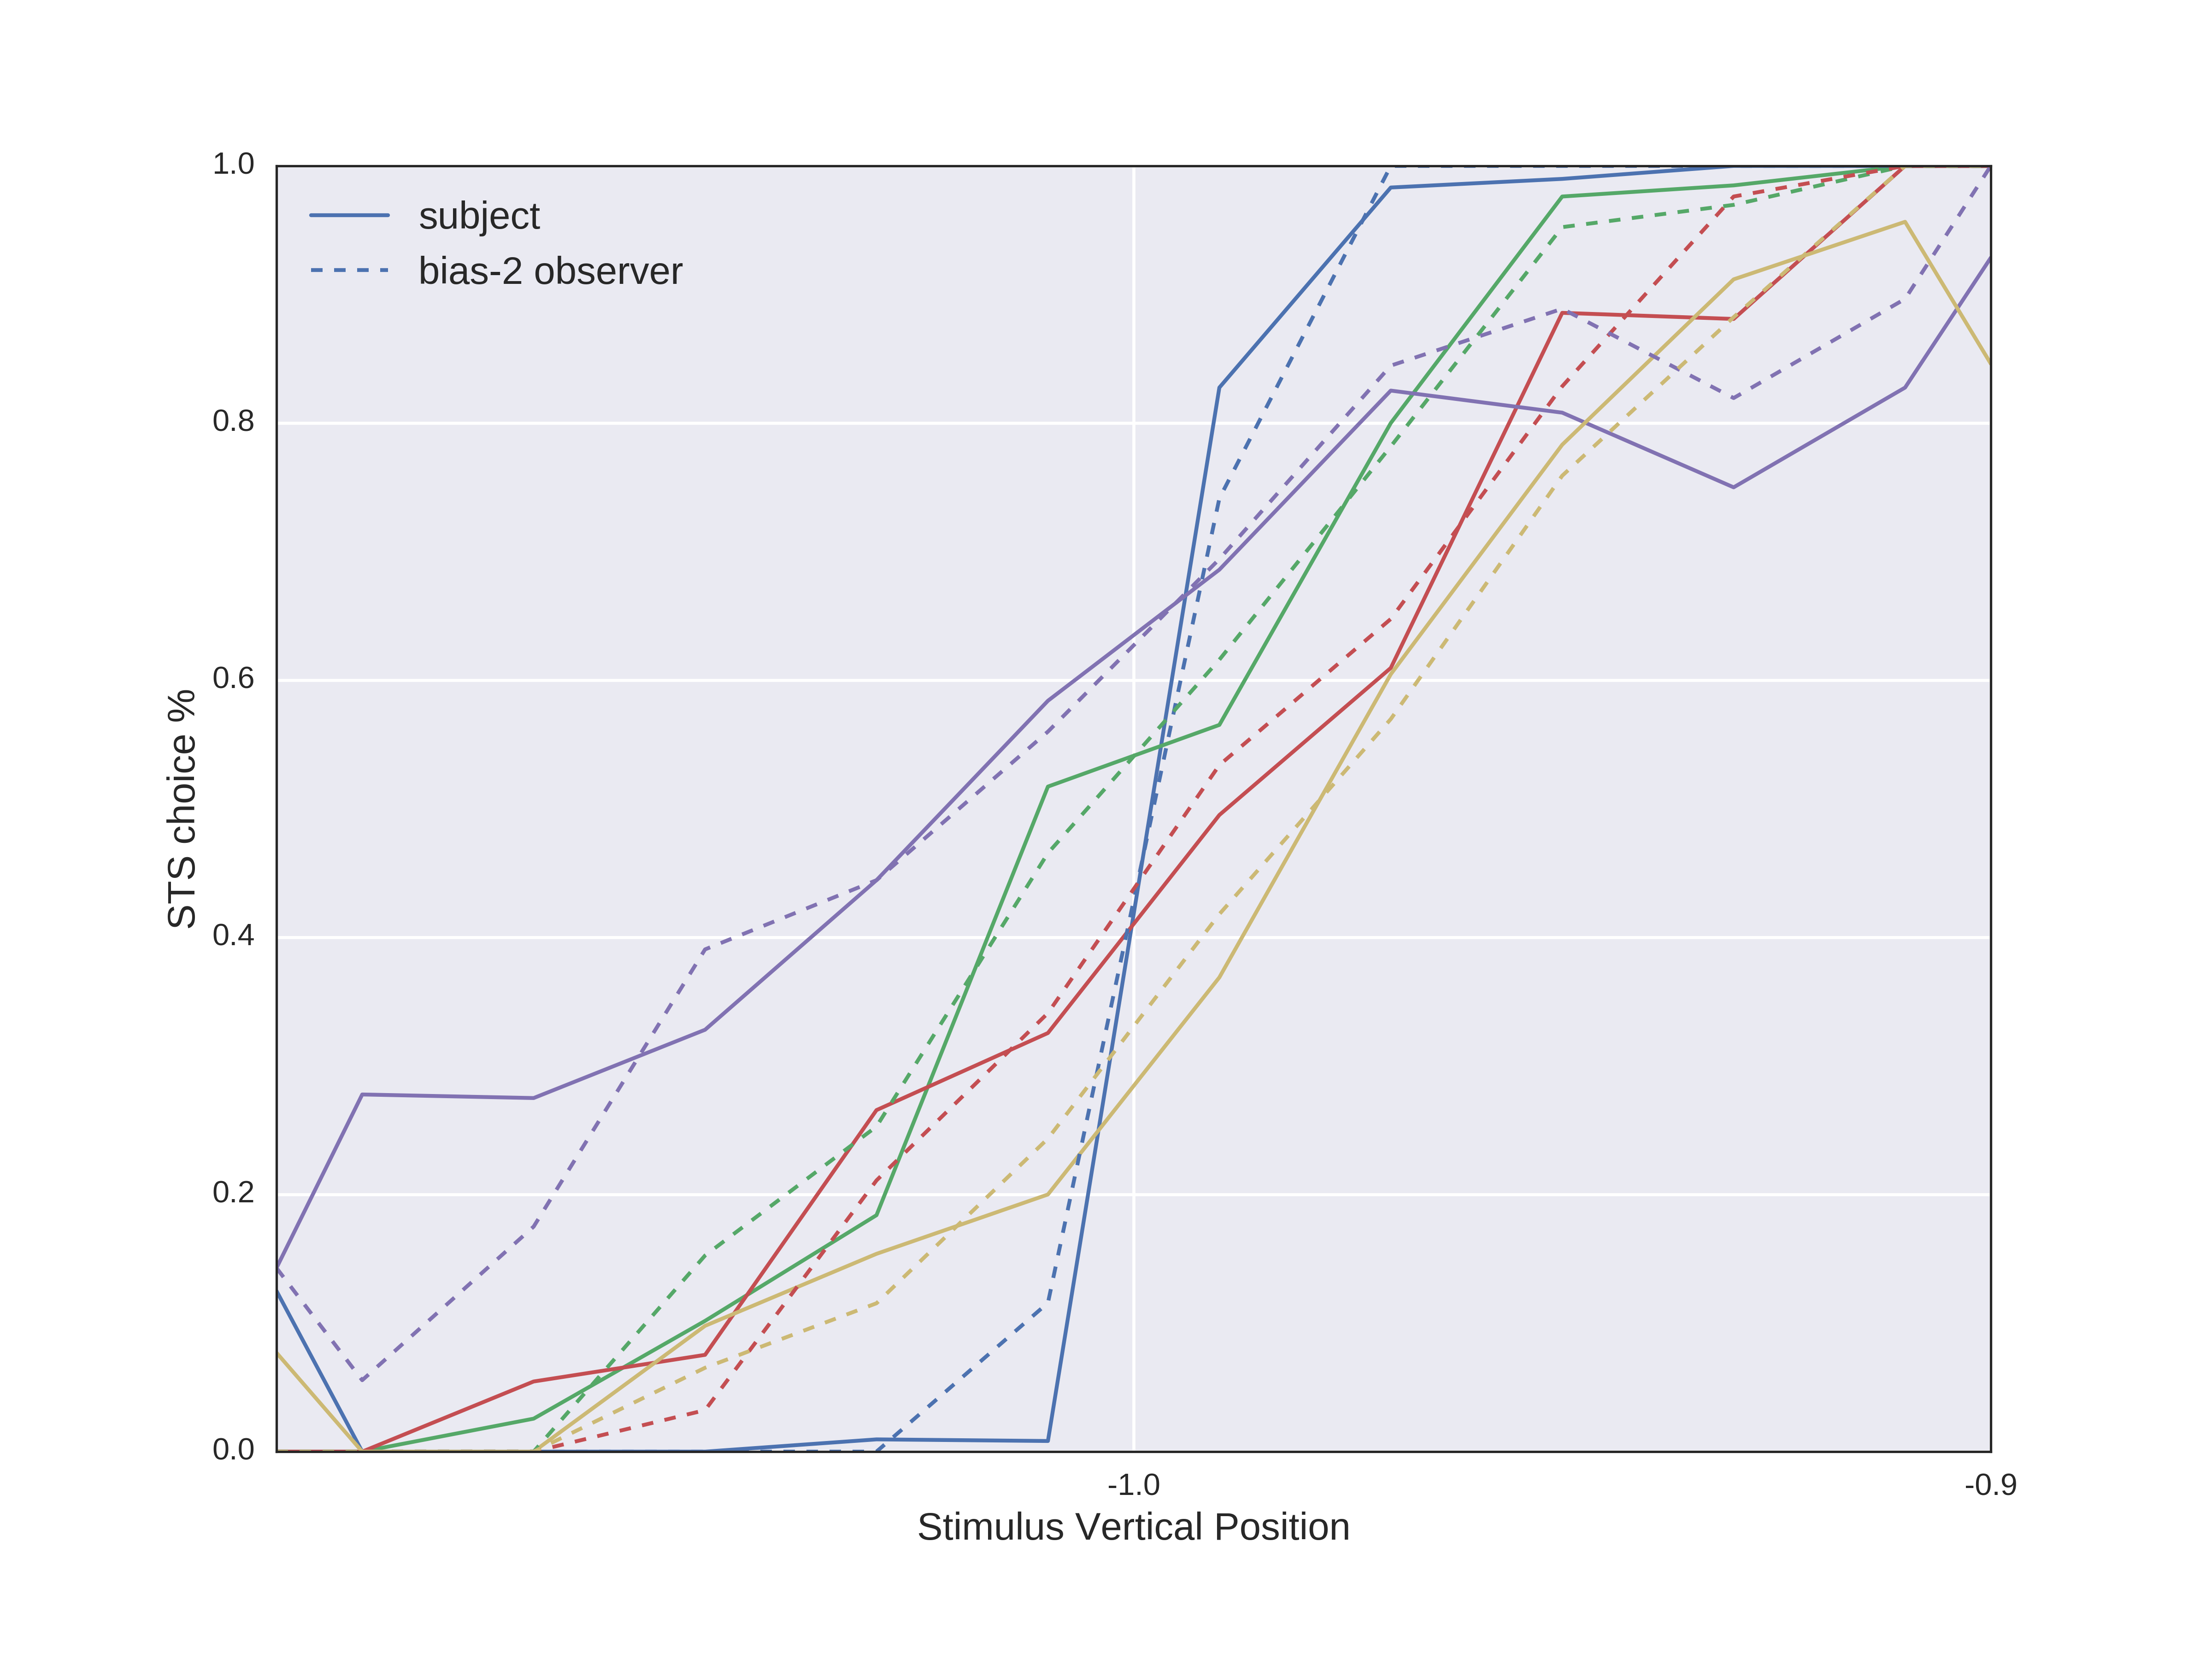 1.0
subject
bias-2 observer
0.8
0.6
STS choice %
0.4
0.2
0.0
-1.0
-0.9
Stimulus Vertical Position